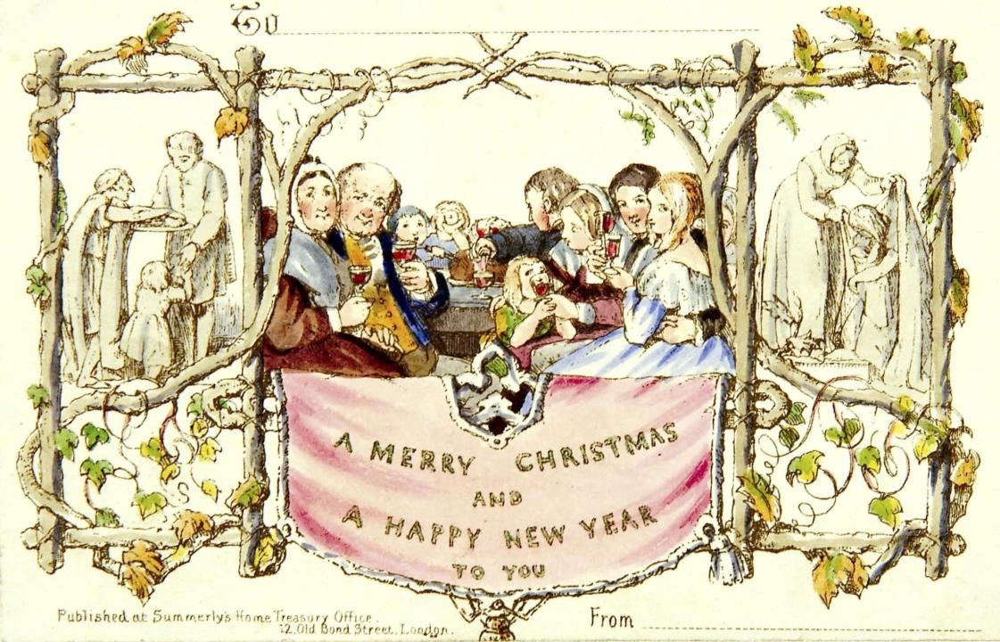 To
A MERRY CHRISTMAS
AND
A HAPPY NEW YEAR
TO YOU
Published at Summerly's Home Treasury Office.
12, Old Bond Street, London.
From